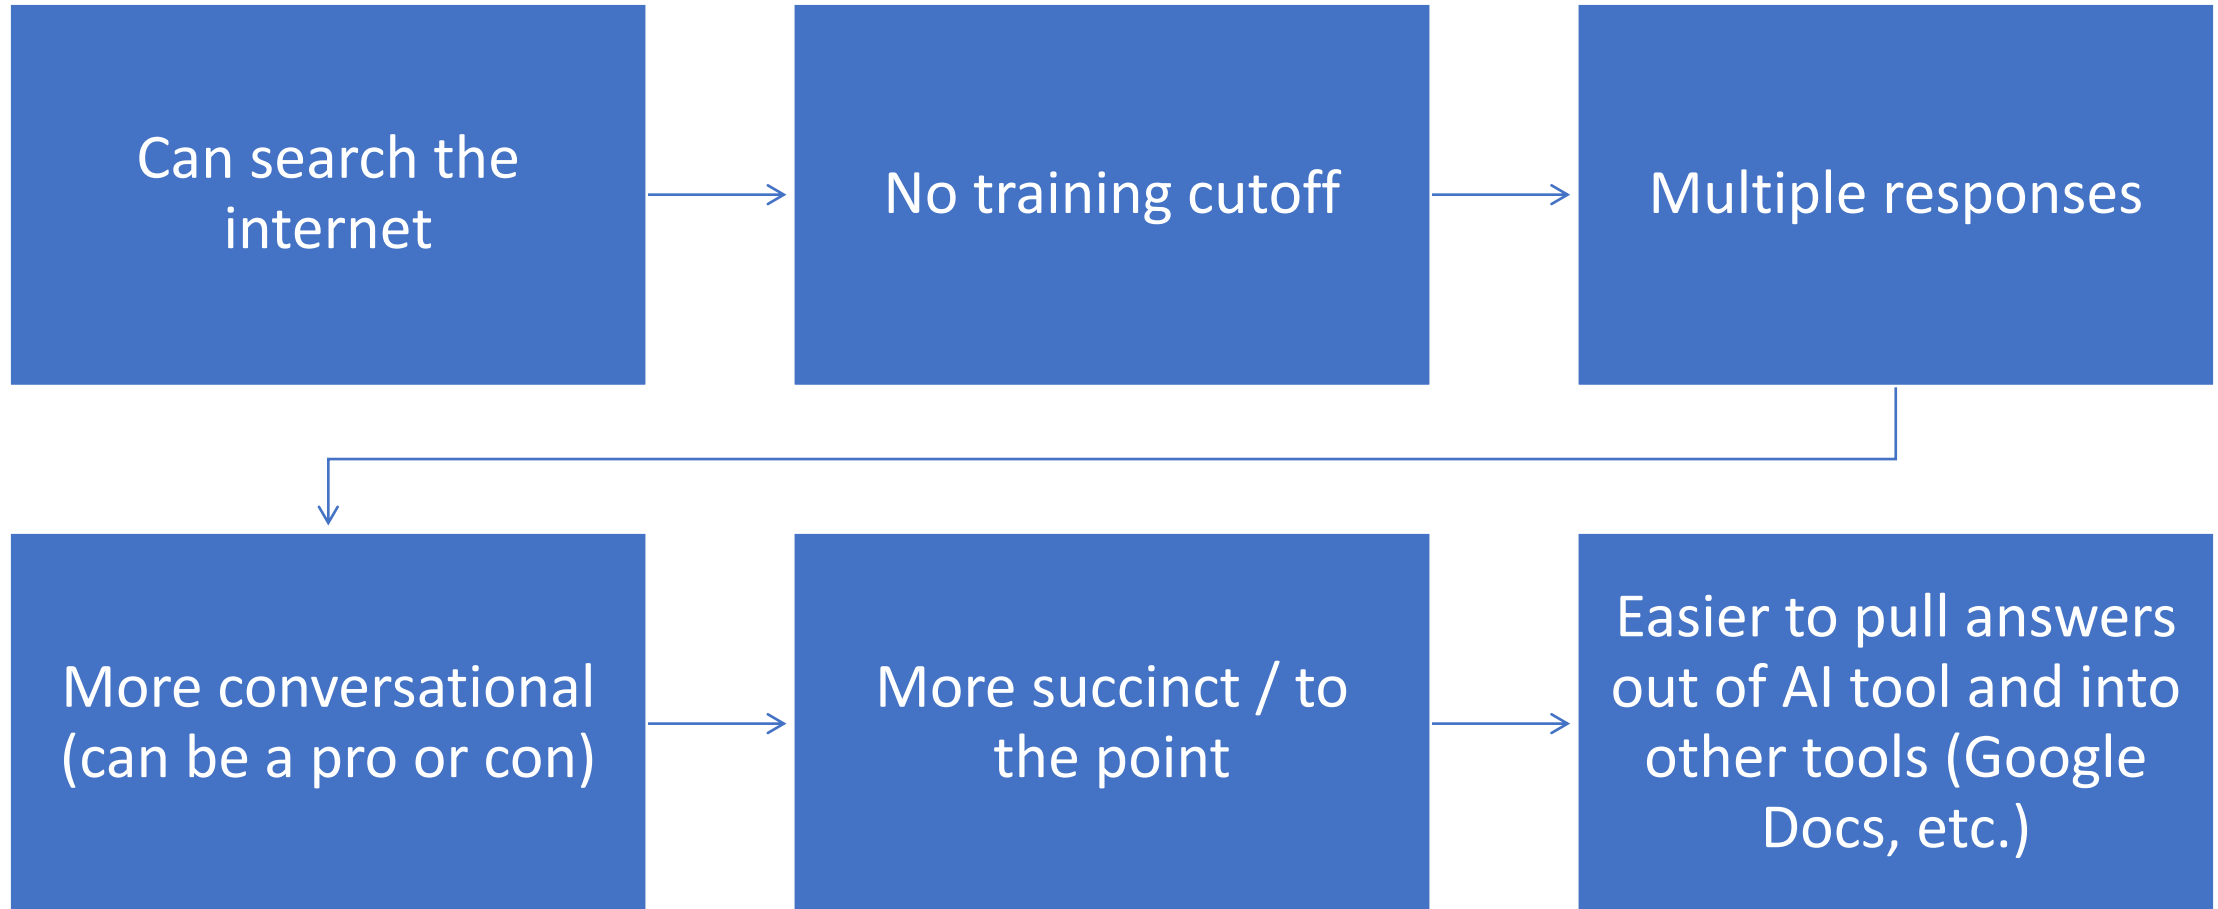 Can search the
internet
No training cutoff
Multiple responses
More conversational
(can be a pro or con)
More succinct / to
the point
Easier to pull answers
out of AI tool and into
other tools (Google
Docs, etc.)